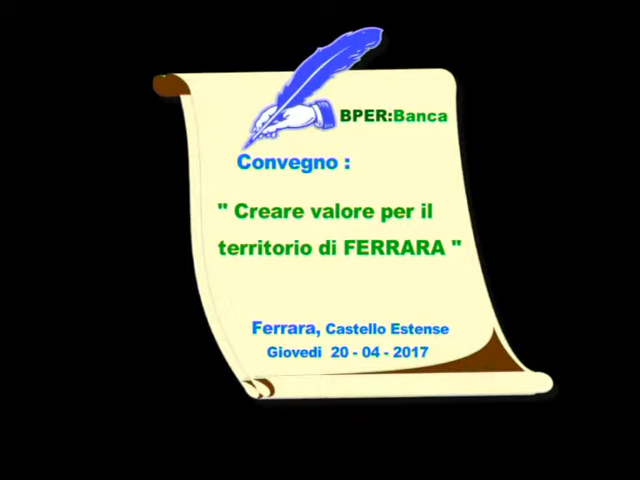 BPER:Banca
Convegno :
" Creare valore per il
territorio di FERRARA "
Ferrara, Castello Estense
Giovedi 20 - 04 - 2017